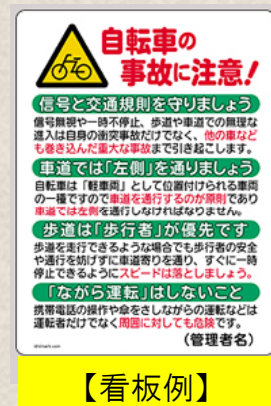 自転車の
事故に注意！
信号と交通規則を守りましょう
信号無視や一時不停止、歩道や車道での無理な
進入は自身の衝突事故だけでなく、他の車など
も巻き込んだ重大な事故まで引き起こします。
車道では「左側」を通りましょう
自転車は「軽車両」として位置付けられる車両
の一種ですので車道を通行するのが原則であり
車道では左側を通行しなければなりません。
歩道は「歩行者」が優先です
歩道を走行できるような場合でも歩行者の安全
や通行を妨げずに車道寄りを通り、すぐに一時
停止できるようにスピードは落としましょう。
「ながら運転」はしないこと
携帯電話の操作や傘をさしながらの運転などは
運転者だけでなく周囲に対しても危険です。
（管理者名）
【看板例】